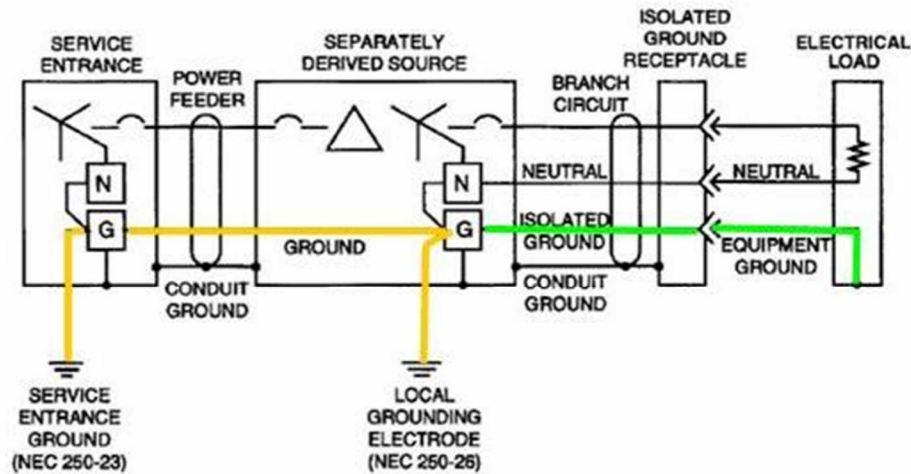 SERVICE
ENTRANCE
POWER
FEEDER
SEPARATELY
DERIVED SOURCE
BRANCH
CIRCUIT
ISOLATED
GROUND
RECEPTACLE
ELECTRICAL
LOAD
N
N
NEUTRAL
NEUTRAL
G
GROUND
G
ISOLATED
GROUND
EQUIPMENT
GROUND
CONDUIT
GROUND
CONDUIT
GROUND
SERVICE
ENTRANCE
GROUND
(NEC 250-23)
LOCAL
GROUNDING
ELECTRODE
(NEC 250-26)